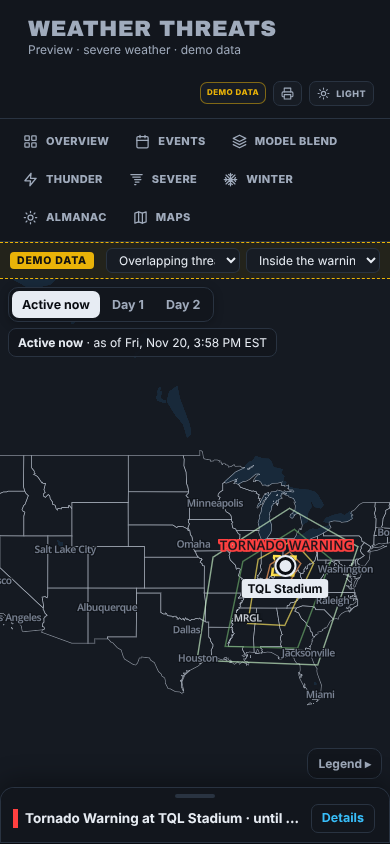 WEATHER THREATS
Preview · severe weather · demo data
DEMO DATA
LIGHT
OVERVIEW
EVENTS
MODEL BLEND
THUNDER
SEVERE
WINTER
ALMANAC
MAPS
DEMO DATA
Overlapping thre
Inside the warnin
Active now
Day 1
Day 2
Active now · as of Fri, Nov 20, 3:58 PM EST
Minneapolis
Omaha
TORNADO WARNING
Bo
Salt Lake City
Washington
sco
TQL Stadium
Albuquerque
Raleigh
s Angeles
MRGL
Dallas
Jacksonville
Houston
Miami
Legend ▸
Tornado Warning at TQL Stadium · until ...
Details